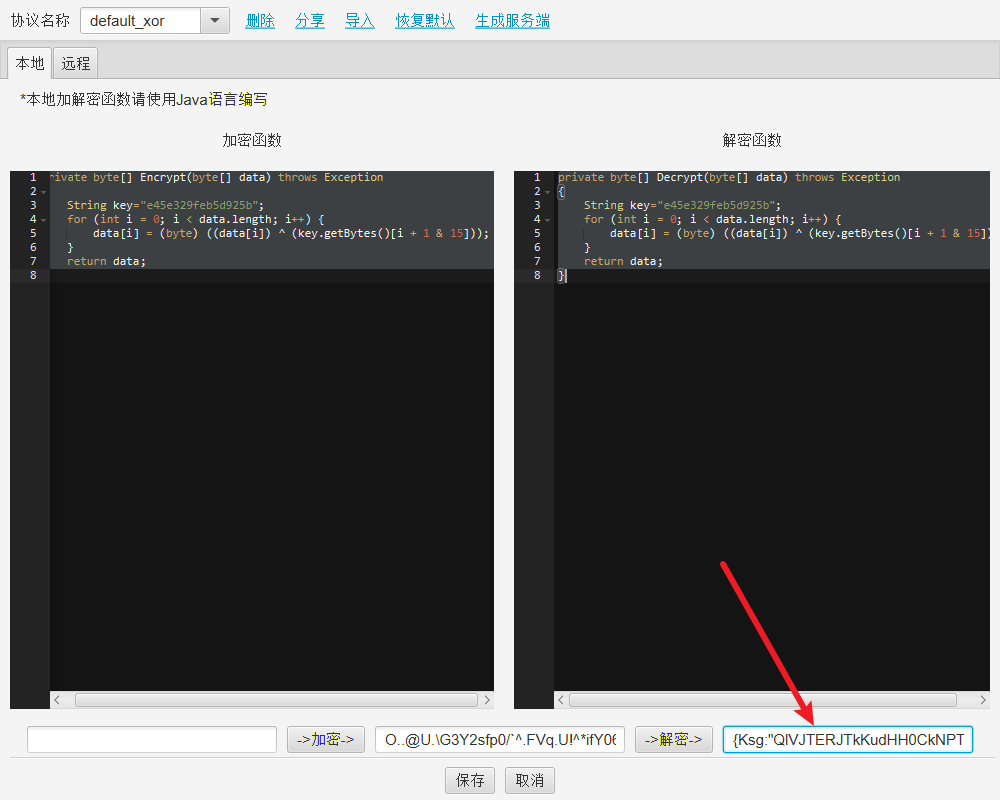 协议名称 default_xor 删除 分享 导入 恢复默认 生成服务端
本地 远程
*本地加解密函数请使用Java语言编写
加密函数 解密函数
1 rivate byte[] Encrypt(byte[] data) throws Exception
2
3 String key="e45e329feb5d925b";
4 for (int i = 0; i < data.length; i++) {
5 data[i] = (byte) ((data[i]) ^ (key.getBytes()[i + 1 & 15]));
6 }
7 return data;
8
1 private byte[] Decrypt(byte[] data) throws Exception
2 {
3 String key="e45e329feb5d925b";
4 for (int i = 0; i < data.length; i++) {
5 data[i] = (byte) ((data[i]) ^ (key.getBytes()[i + 1 & 15])
6 }
7 return data;
8 }
->加密-> O..@U.\G3Y2sfp0/`^.FVq.U!^*ifY06 ->解密-> {Ksg:"QlVJTERJTkKudHH0CkNPT
保存 取消